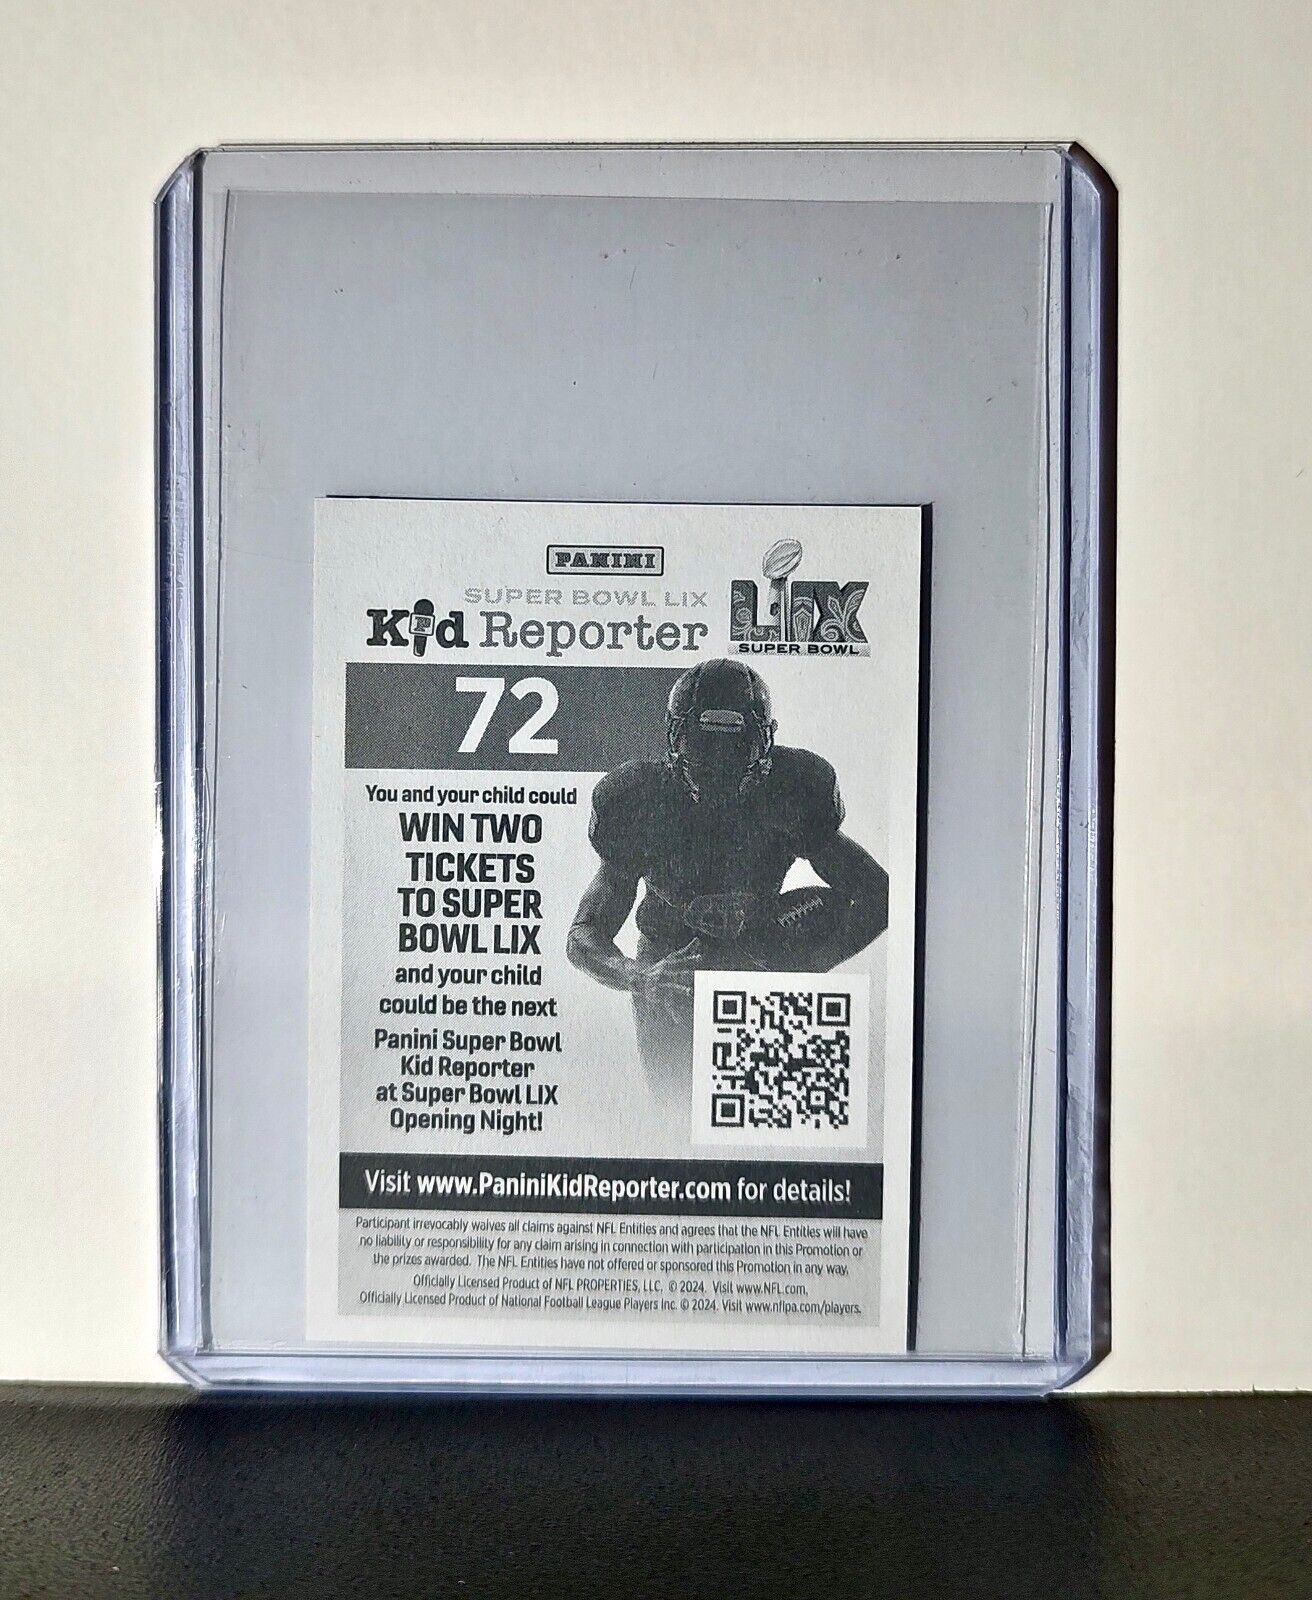 PANINI
SUPER BOWL LIX
Kid Reporter
LIX
SUPER BOWL
72
You and your child could
WIN TWO
TICKETS
TO SUPER
BOWL LIX
and your child
could be the next
Panini Super Bowl
Kid Reporter
at Super Bowl LIX
Opening Night!
Visit www.PaniniKidReporter.com for details!
Participant irrevocably waives all claims against NFL Entities and agrees that the NFL Entities will have
no liability or responsibility for any claim arising in connection with participation in this Promotion or
the prizes awarded. The NFL Entities have not offered or sponsored this Promotion in any way.
Officially Licensed Product of NFL PROPERTIES, LLC. © 2024. Visit www.NFL.com.
Officially Licensed Product of National Football League Players Inc. © 2024. Visit www.nflpa.com/players.